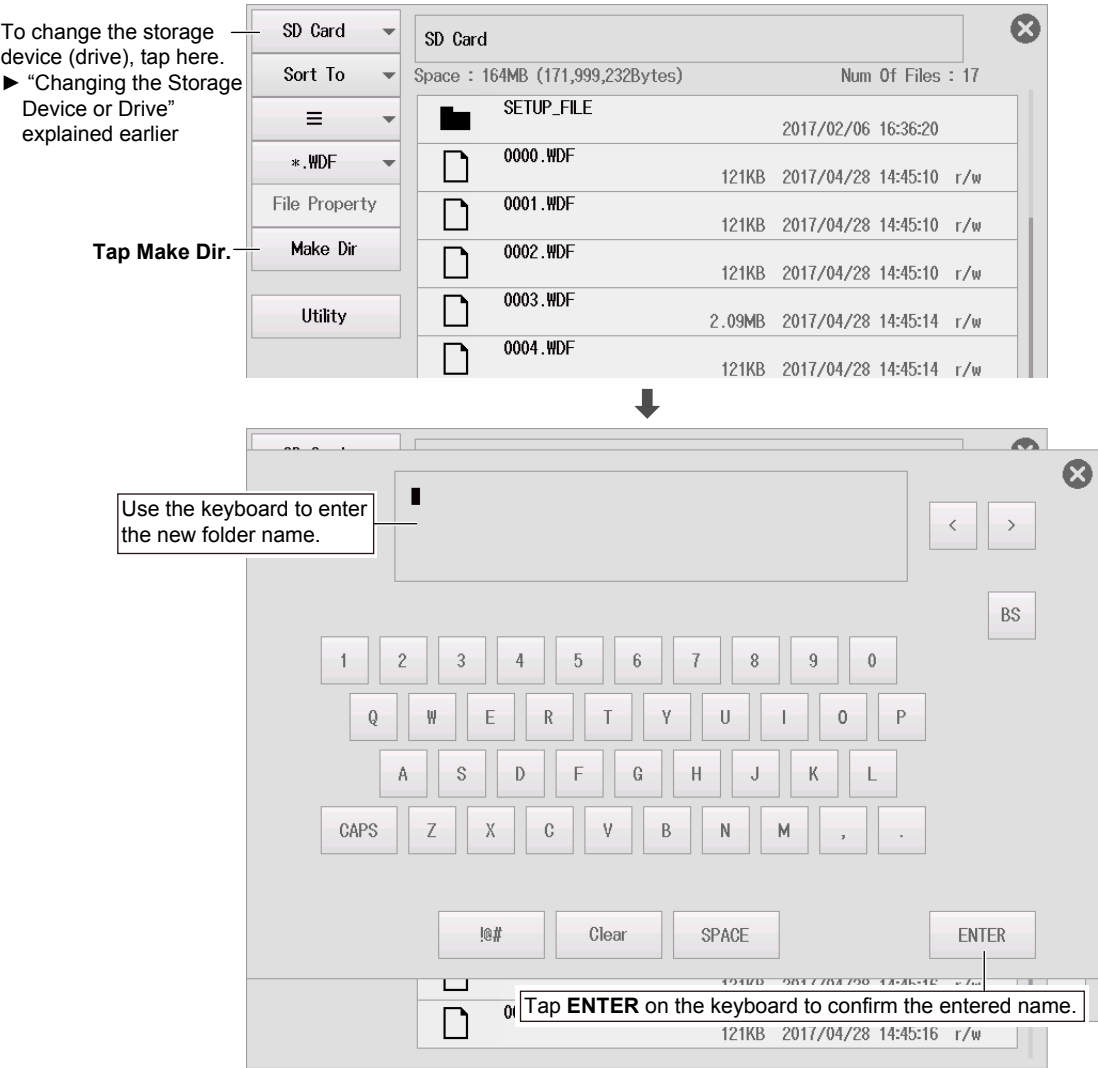 To change the storage
device (drive), tap here.
► “Changing the Storage
Device or Drive”
explained earlier
Tap Make Dir.
SD Card
Sort To
*.WDF
File Property
Make Dir
Utility
SD Card
Space : 164MB (171,999,232Bytes) Num Of Files : 17
SETUP_FILE
2017/02/06 16:36:20
0000.WDF
121KB 2017/04/28 14:45:10 r/w
0001.WDF
121KB 2017/04/28 14:45:10 r/w
0002.WDF
121KB 2017/04/28 14:45:10 r/w
0003.WDF
2.09MB 2017/04/28 14:45:14 r/w
0004.WDF
121KB 2017/04/28 14:45:14 r/w
Use the keyboard to enter
the new folder name.
< >
BS
1 2 3 4 5 6 7 8 9 0
Q W E R T Y U I O P
A S D F G H J K L
CAPS Z X C V B N M , .
!@# Clear SPACE ENTER
121KB 2017/04/28 14:45:16 r/w
Tap ENTER on the keyboard to confirm the entered name.
121KB 2017/04/28 14:45:16 r/w